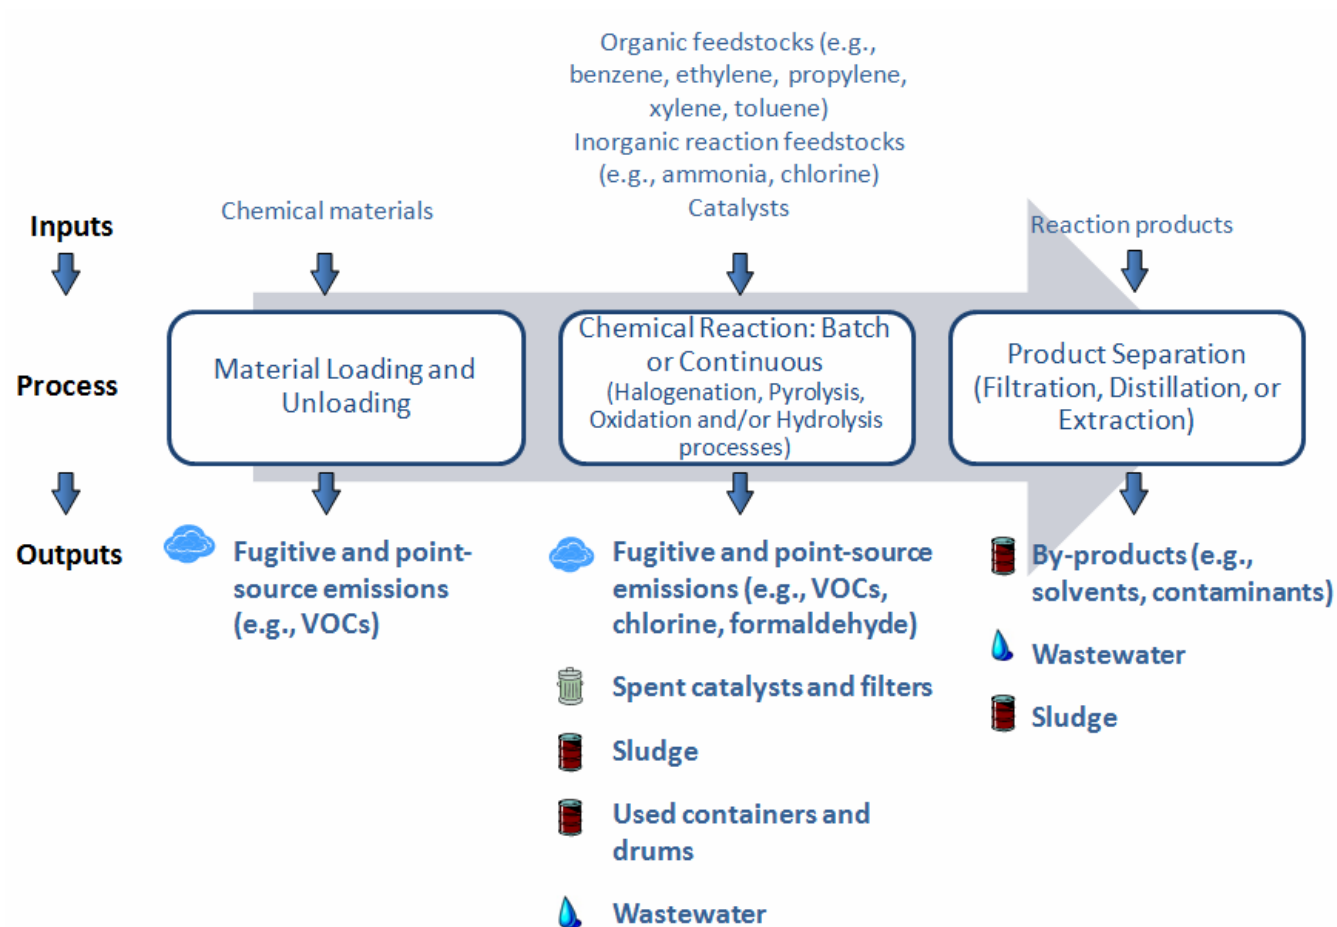 Organic feedstocks (e.g.,
benzene, ethylene, propylene,
xylene, toluene)
Inorganic reaction feedstocks
(e.g., ammonia, chlorine)
Catalysts
Inputs
Chemical materials
Reaction products
Process
Material Loading and
Unloading
Chemical Reaction: Batch
or Continuous
(Halogenation, Pyrolysis,
Oxidation and/or Hydrolysis
processes)
Product Separation
(Filtration, Distillation, or
Extraction)
Outputs
Fugitive and point-
source emissions
(e.g., VOCs)
Fugitive and point-source
emissions (e.g., VOCs,
chlorine, formaldehyde)
Spent catalysts and filters
Sludge
Used containers and
drums
Wastewater
By-products (e.g.,
solvents, contaminants)
Wastewater
Sludge